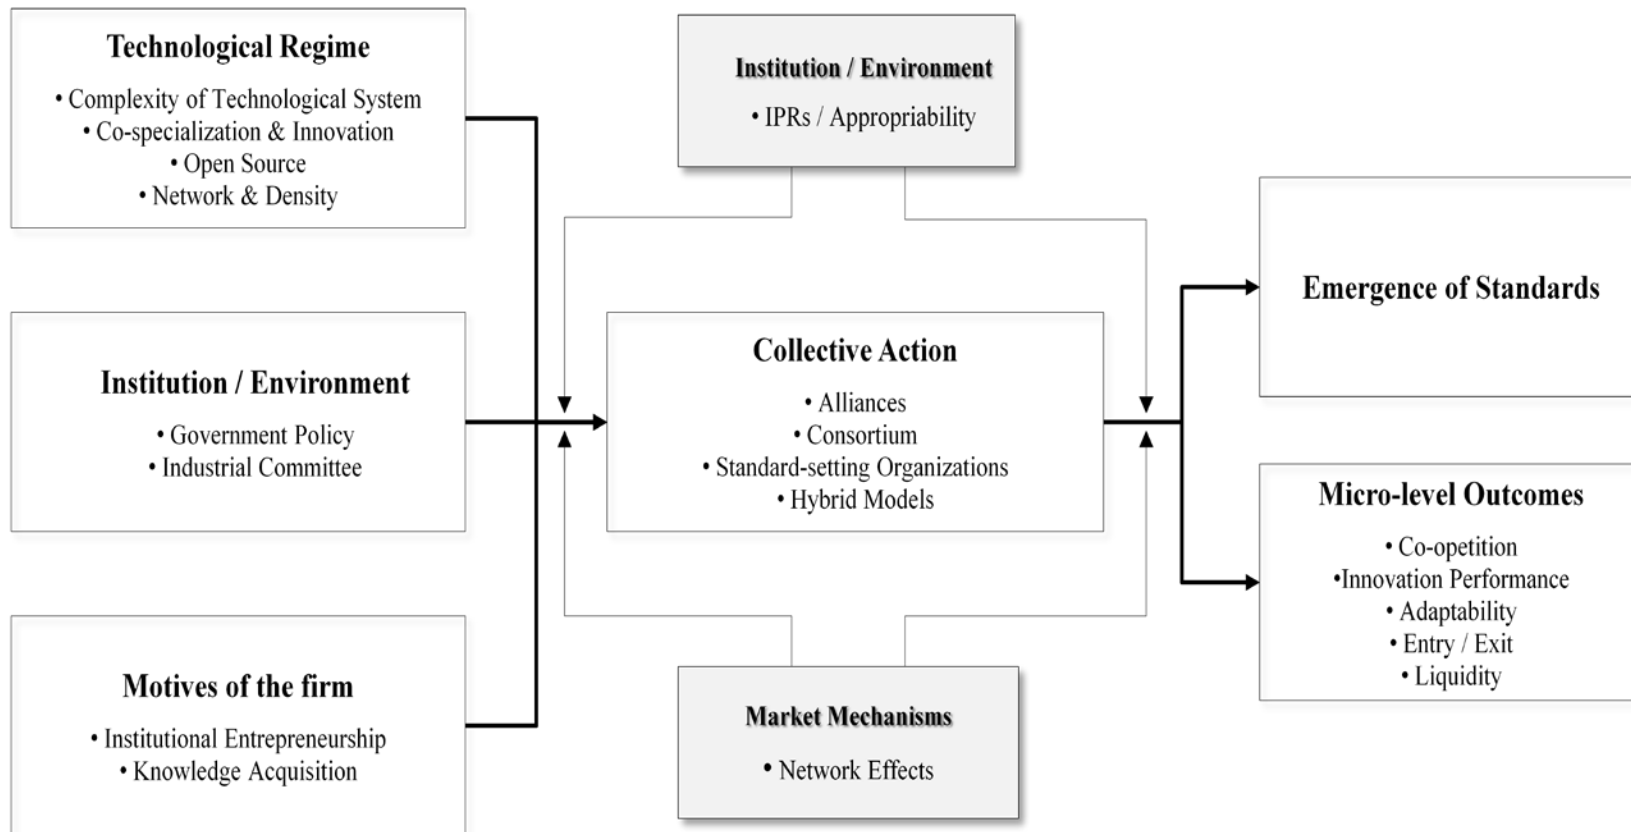 Technological Regime
• Complexity of Technological System
• Co-specialization & Innovation
• Open Source
• Network & Density
Institution / Environment
• IPRs / Appropriability
Institution / Environment
• Government Policy
• Industrial Committee
Collective Action
• Alliances
• Consortium
• Standard-setting Organizations
• Hybrid Models
Emergence of Standards
Micro-level Outcomes
• Co-opetition
•Innovation Performance
• Adaptability
• Entry / Exit
• Liquidity
Motives of the firm
• Institutional Entrepreneurship
• Knowledge Acquisition
Market Mechanisms
• Network Effects